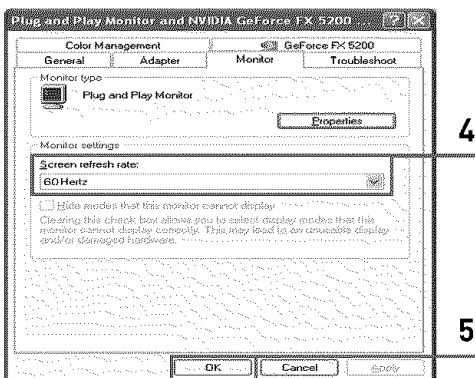 Plug and Play Monitor and NVIDIA GeForce FX 5200 ...
Color Management
GeForce FX 5200
General
Adapter
Monitor
Troubleshoot
Monitor type
Plug and Play Monitor
Properties
4
Monitor settings
Screen refresh rate:
60 Hertz
Hide modes that this monitor cannot display
Clearing this check box allows you to select display modes that this
monitor cannot display correctly. This may lead to an unusable display
and/or damaged hardware.
5
OK
Cancel
Apply